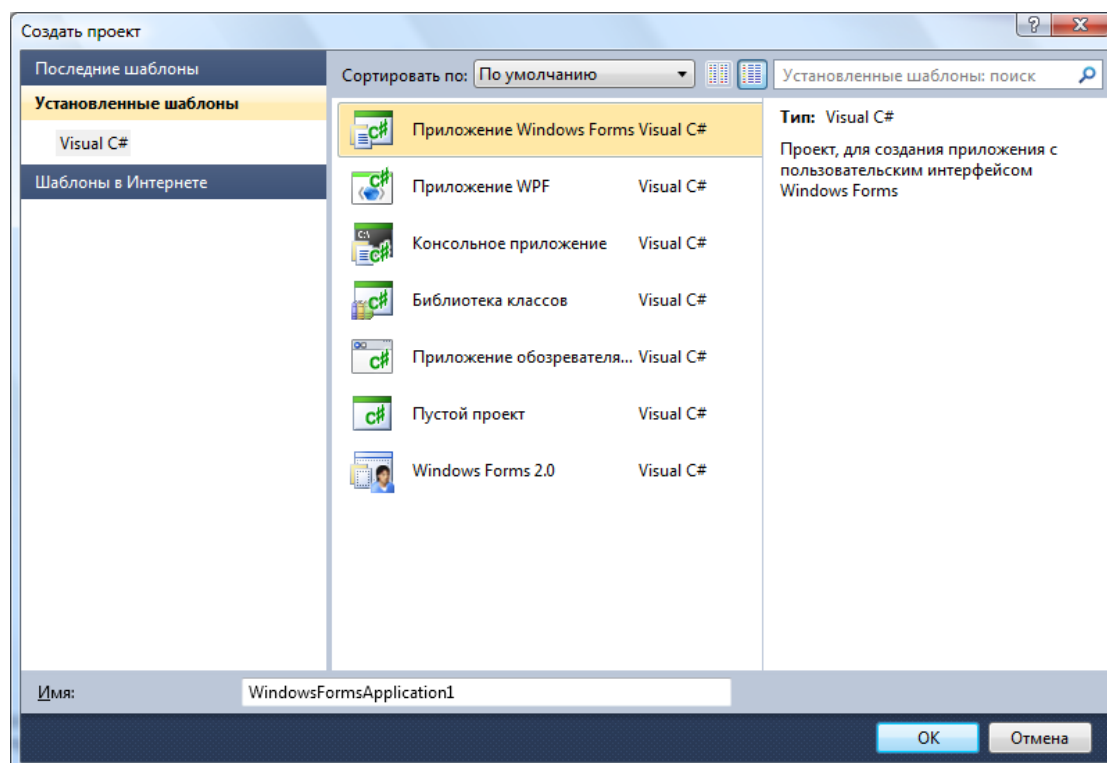 Создать проект
Последние шаблоны
Установленные шаблоны
Visual C#
Шаблоны в Интернете
Сортировать по: По умолчанию
Установленные шаблоны: поиск
Приложение Windows Forms Visual C#
Приложение WPF Visual C#
Консольное приложение Visual C#
Библиотека классов Visual C#
Приложение обозревателя... Visual C#
Пустой проект Visual C#
Windows Forms 2.0 Visual C#
Тип: Visual C#
Проект, для создания приложения с
пользовательским интерфейсом
Windows Forms
Имя: WindowsFormsApplication1
OK Отмена